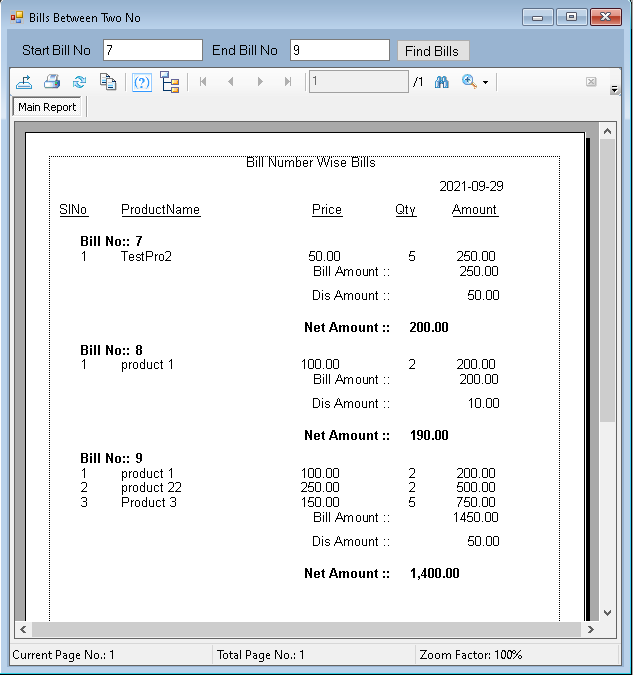 Bills Between Two No
Start Bill No 7 End Bill No 9 Find Bills
(?) 1 /1
Main Report
Bill Number Wise Bills
2021-09-29
SlNo ProductName Price Qty Amount
Bill No:: 7
1 TestPro2 50.00 5 250.00
Bill Amount :: 250.00
Dis Amount :: 50.00
Net Amount :: 200.00
Bill No:: 8
1 product 1 100.00 2 200.00
Bill Amount :: 200.00
Dis Amount :: 10.00
Net Amount :: 190.00
Bill No:: 9
1 product 1 100.00 2 200.00
2 product 22 250.00 2 500.00
3 Product 3 150.00 5 750.00
Bill Amount :: 1450.00
Dis Amount :: 50.00
Net Amount :: 1,400.00
Current Page No.: 1 Total Page No.: 1 Zoom Factor: 100%